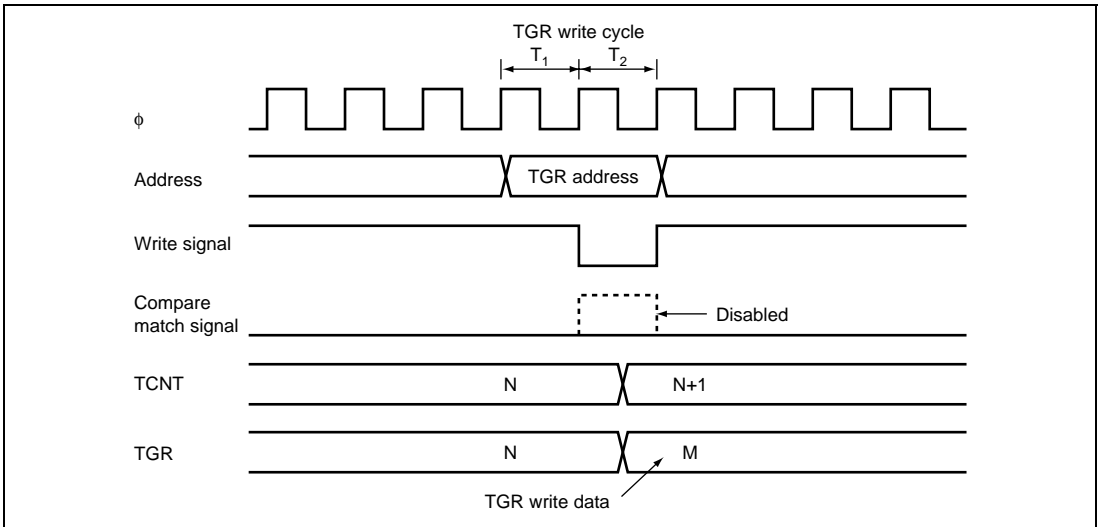 TGR write cycle
T1 T2
ϕ
Address TGR address
Write signal
Compare
match signal Disabled
TCNT N N+1
TGR N M
TGR write data